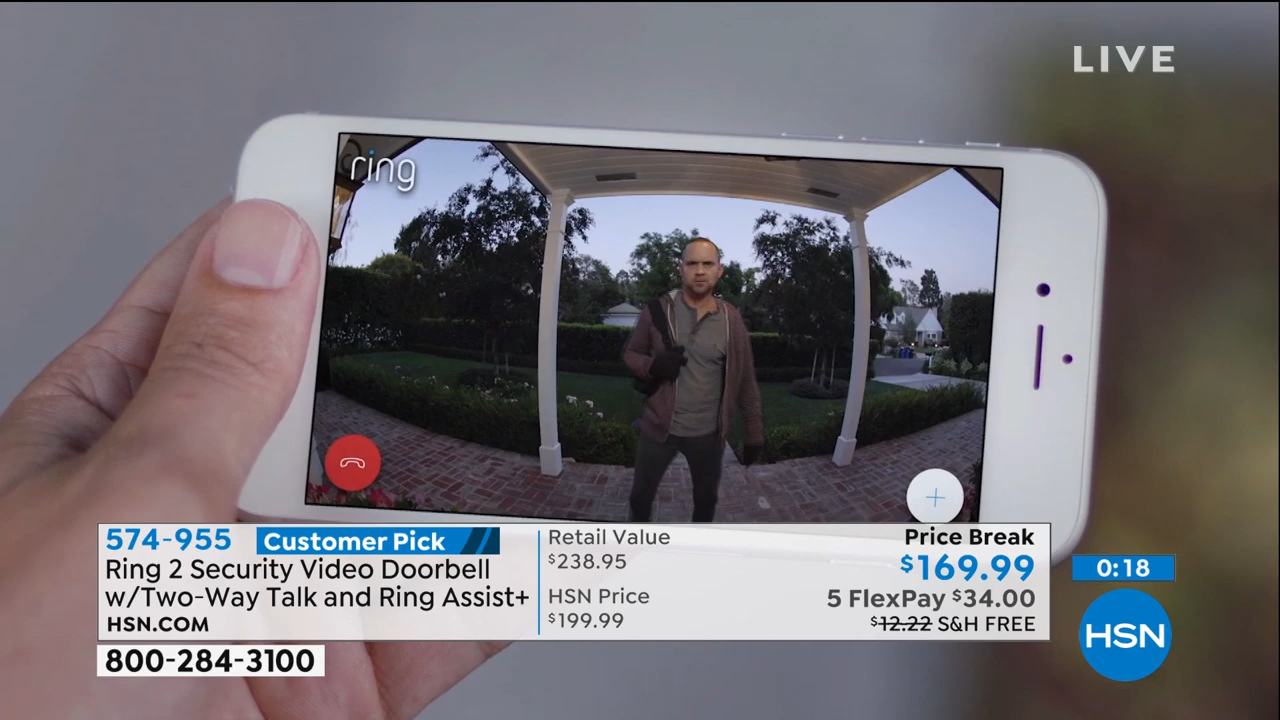 LIVE
ring
574-955 Customer Pick
Ring 2 Security Video Doorbell
w/Two-Way Talk and Ring Assist+
HSN.COM
800-284-3100
Retail Value
$238.95
HSN Price
$199.99
Price Break
$169.99
5 FlexPay $34.00
$12.22 S&H FREE
0:18
HSN